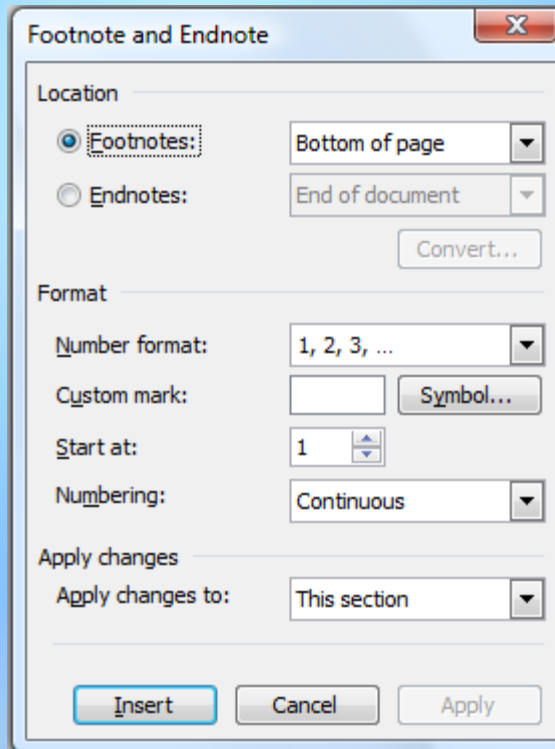 Footnote and Endnote
Location
Footnotes: Bottom of page
Endnotes: End of document
Convert...
Format
Number format: 1, 2, 3, ...
Custom mark: Symbol...
Start at: 1
Numbering: Continuous
Apply changes
Apply changes to: This section
Insert Cancel Apply